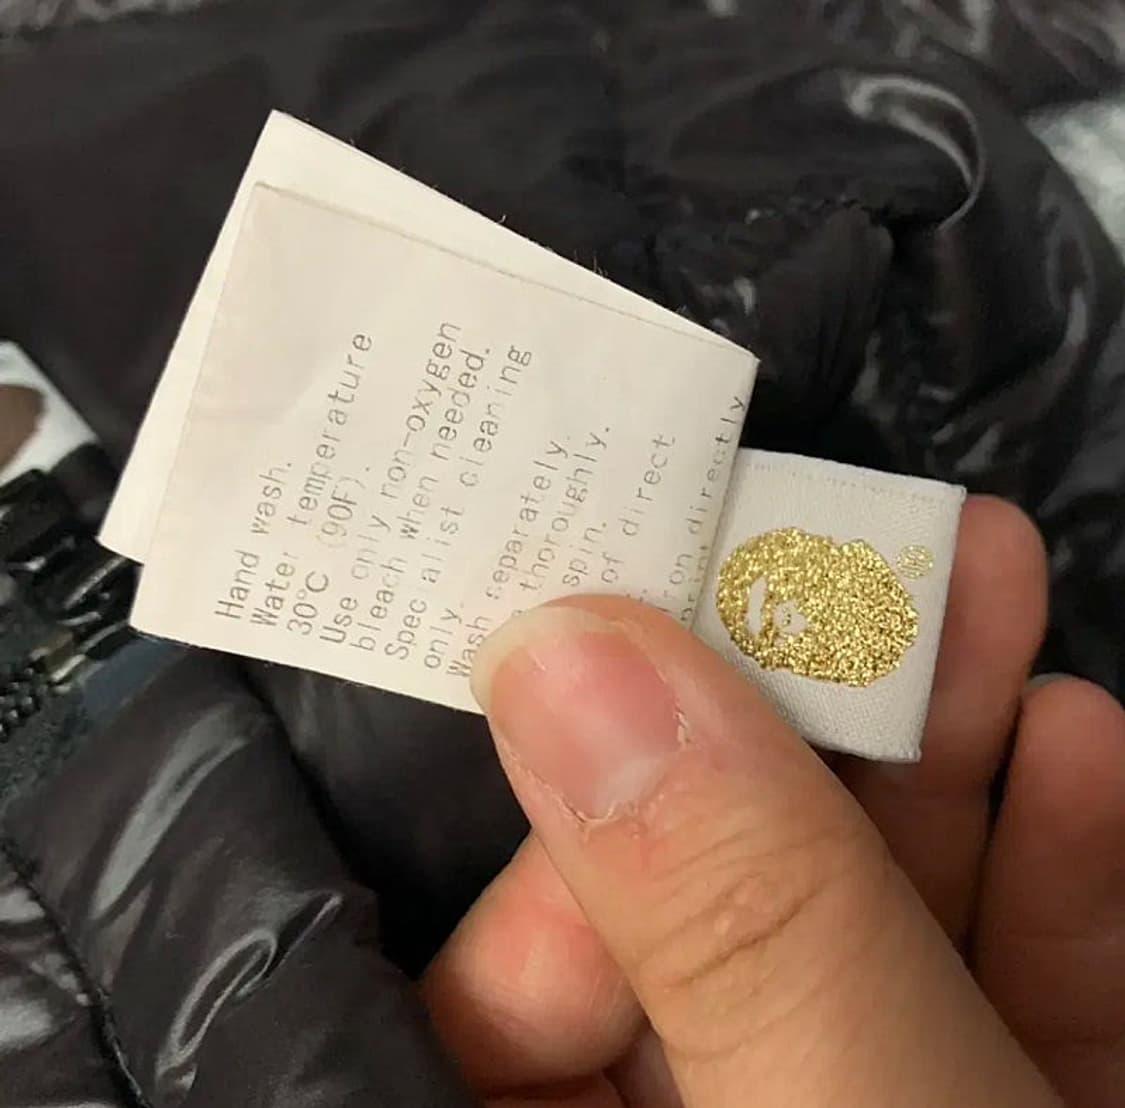 Hand wash.
Water temperature
30°C (90F).
Use only non-oxygen
bleach when needed.
Specialist cleaning
only.
Wash separately.
thoroughly.
spin.
of direct
directly